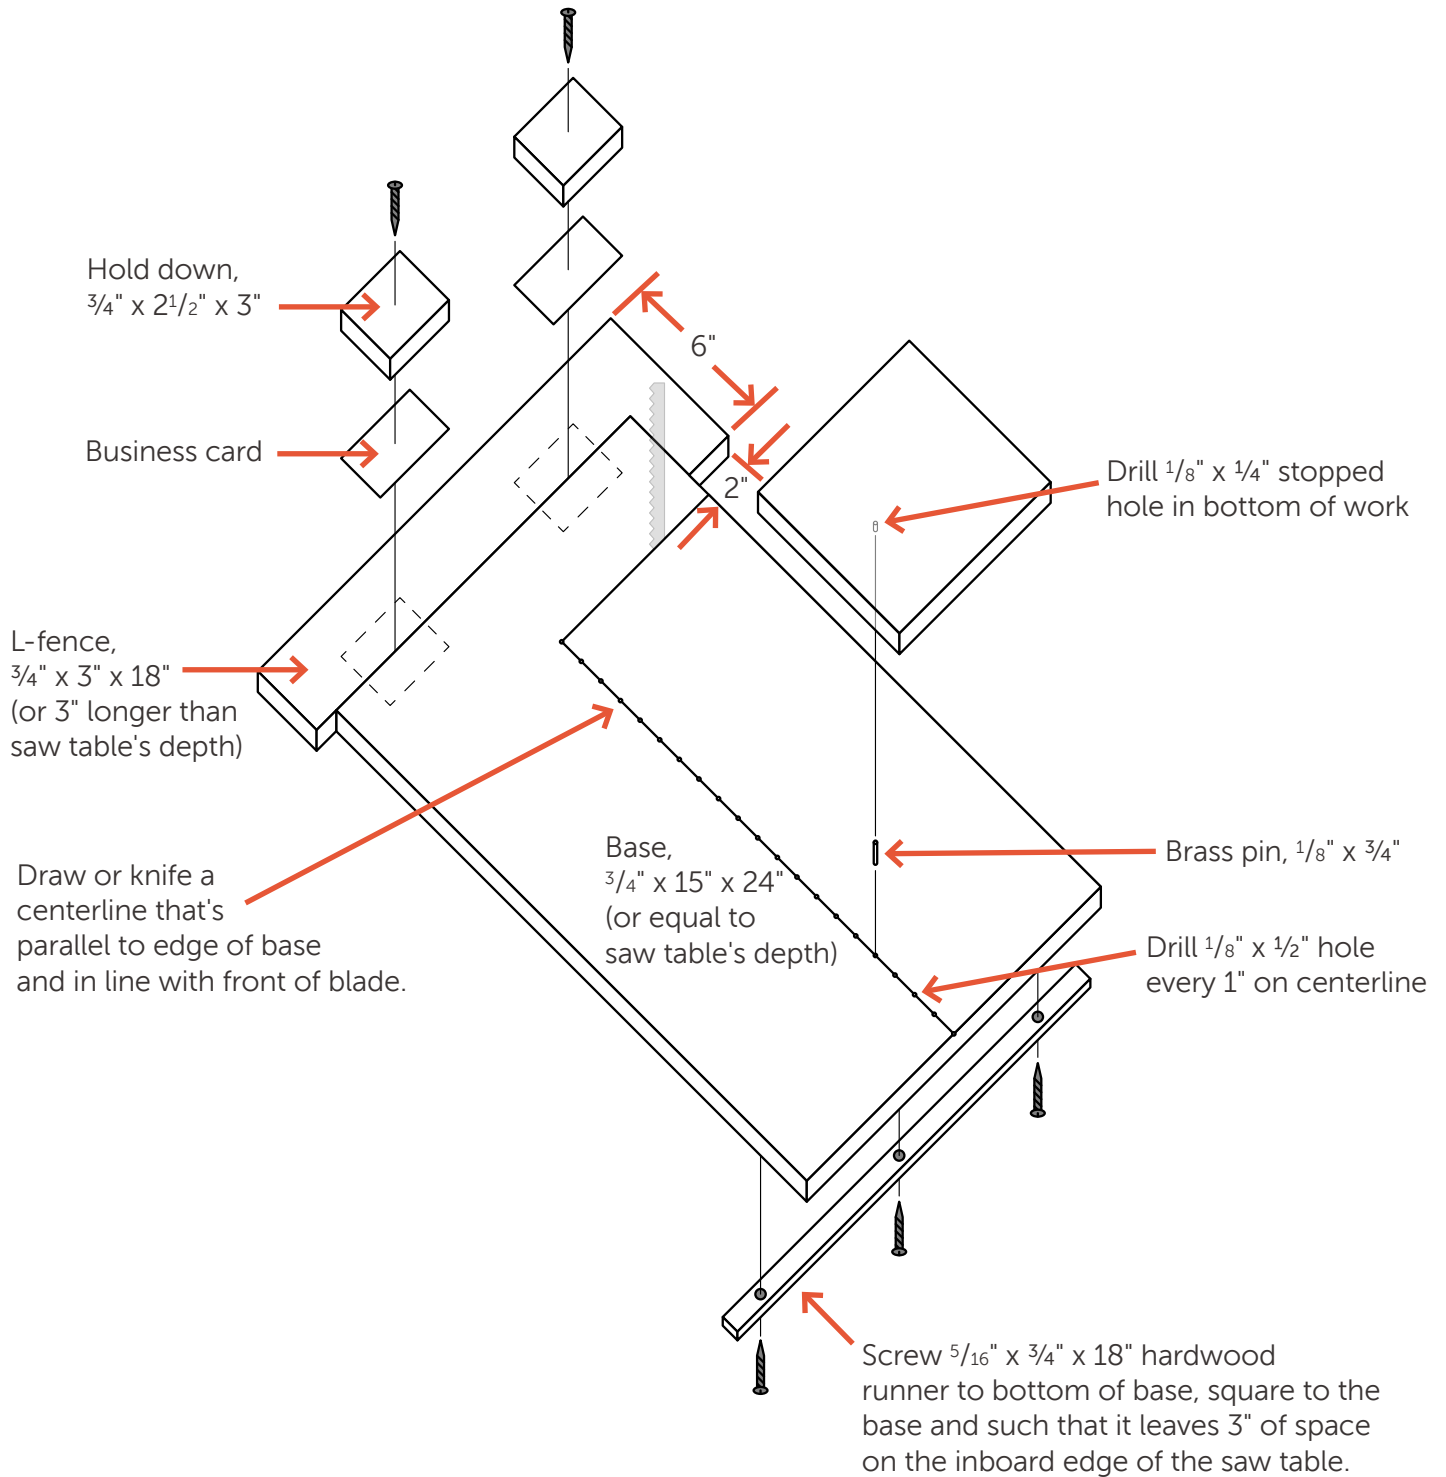 Hold down,
¾" x 2½" x 3"
6"
Business card
2"
Drill ⅛" x ¼" stopped
hole in bottom of work
L-fence,
¾" x 3" x 18"
(or 3" longer than
saw table's depth)
Draw or knife a
centerline that's
parallel to edge of base
and in line with front of blade.
Base,
¾" x 15" x 24"
(or equal to
saw table's depth)
Brass pin, ⅛" x ¾"
Drill ⅛" x ½" hole
every 1" on centerline
Screw 5/16" x ¾" x 18" hardwood
runner to bottom of base, square to the
base and such that it leaves 3" of space
on the inboard edge of the saw table.